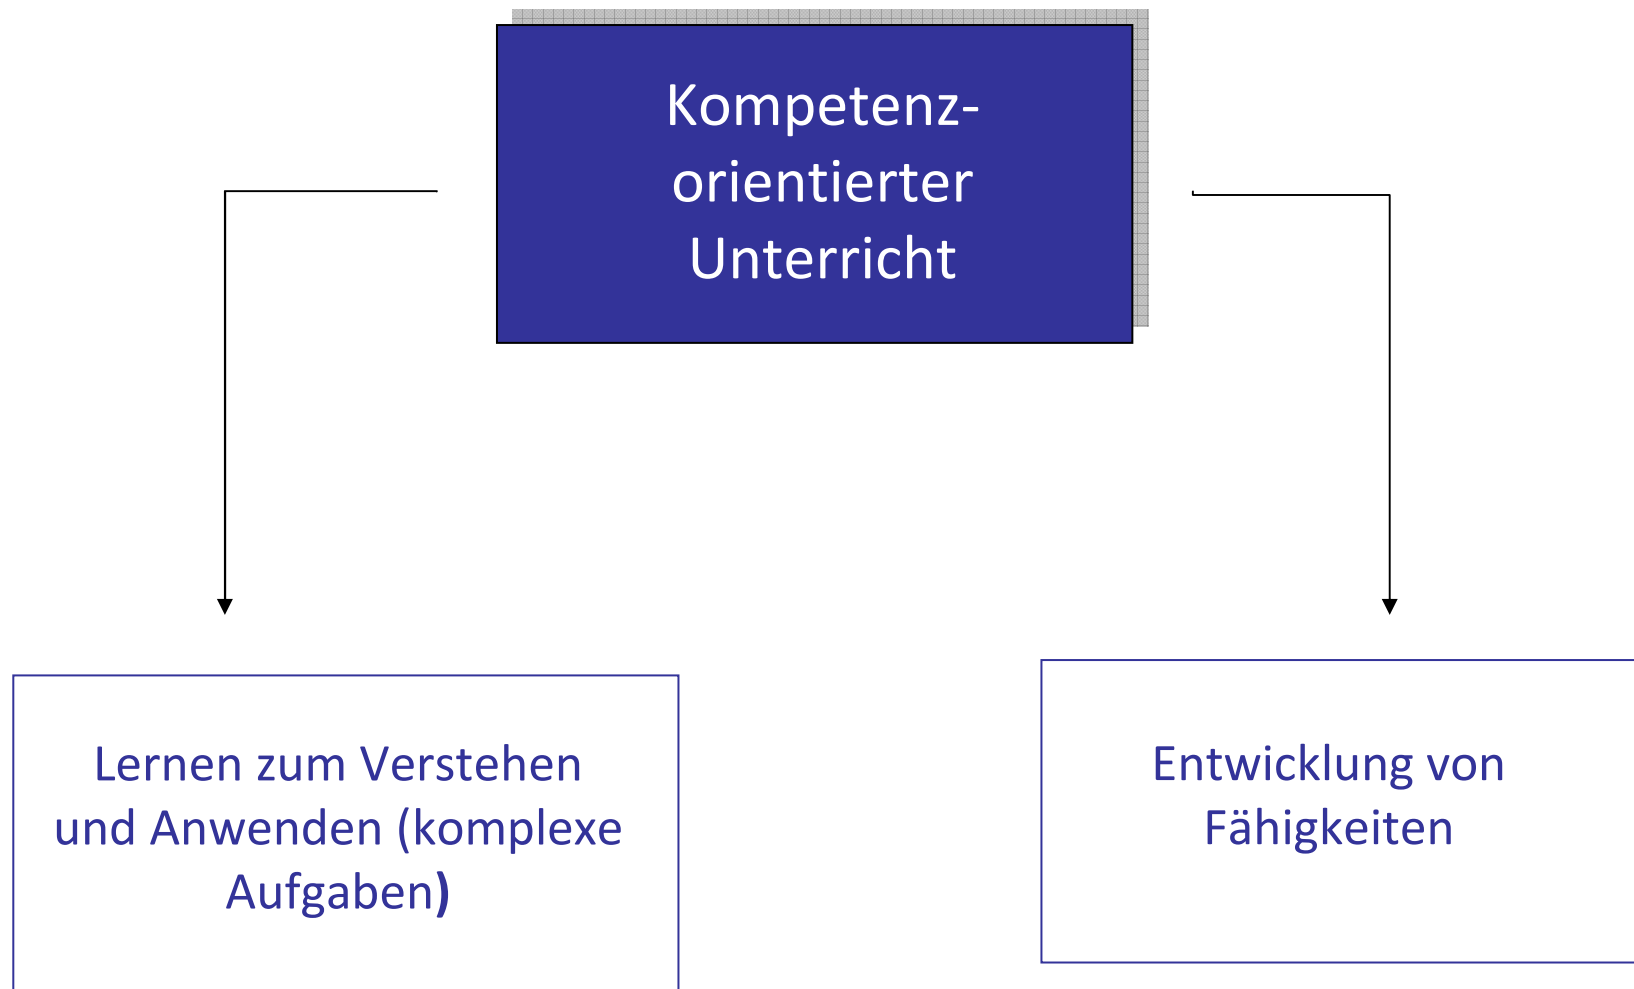 Kompetenz-
orientierter
Unterricht
Lernen zum Verstehen
und Anwenden (komplexe
Aufgaben)
Entwicklung von
Fähigkeiten